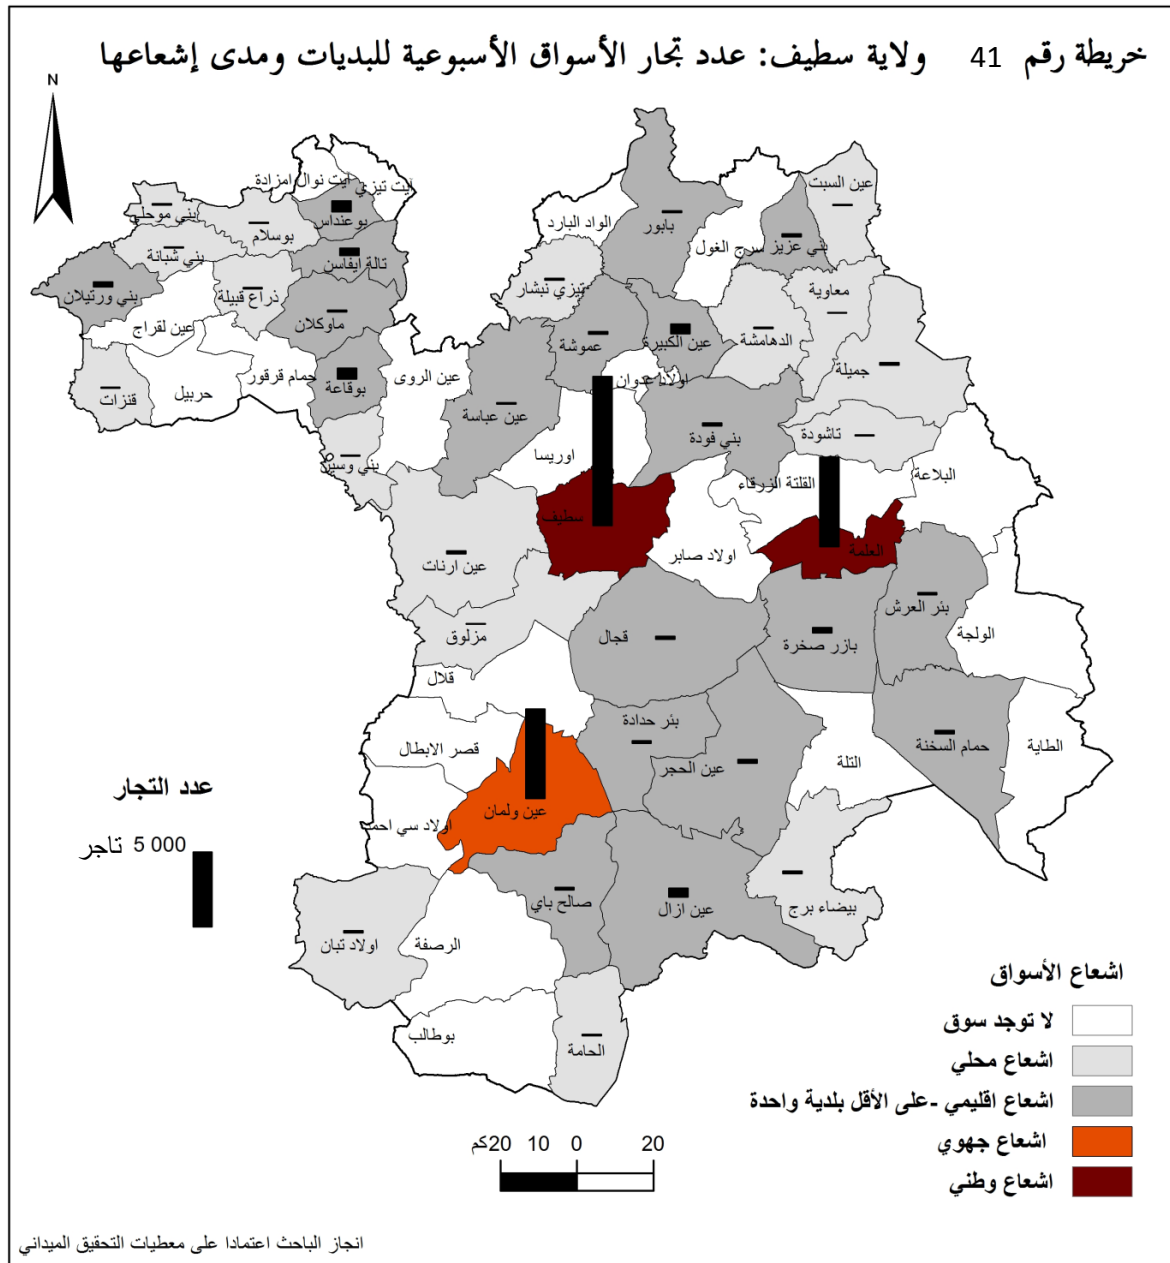 خريطة رقم 41 ولاية سطيف: عدد تجار الأسواق الأسبوعية للبديات ومدى إشعاعها
N
آيت نوال امزادة
آيت تيزي
بوعنداس
بني موحلي
بوسلام
بني شبانة
تالة ايفاسن
بني ورتيلان
ذراع قبيلة
ماوكلان
عين لقراج
قنزات
حربيل
حمام قرقور
بوقاعة
عين الروى
بني وسين
عين السبت
بابور
الواد البارد
سرج الغول
بني عزيز
تيزي نبشار
معاوية
عموشة
عين الكبيرة
الدهامشة
جميلة
اولاد عدوان
عين عباسة
بني فودة
تاشودة
اوريسا
القلتة الزرقاء
البلاعة
سطيف
العلمة
عين ارنات
اولاد صابر
بئر العرش
مزلوق
قجال
بازر صخرة
الولجة
قلال
بئر حدادة
قصر الابطال
عين الحجر
التلة
حمام السخنة
الطاية
عين ولمان
اولاد سي احمد
صالح باي
عين ازال
بيضاء برج
اولاد تبان
الرصفة
بوطالب
الحامة
عدد التجار
5 000 تاجر
اشعاع الأسواق
لا توجد سوق
اشعاع محلي
اشعاع اقليمي -على الأقل بلدية واحدة
اشعاع جهوي
اشعاع وطني
20 0 10 20كم
انجاز الباحث اعتمادا على معطيات التحقيق الميداني